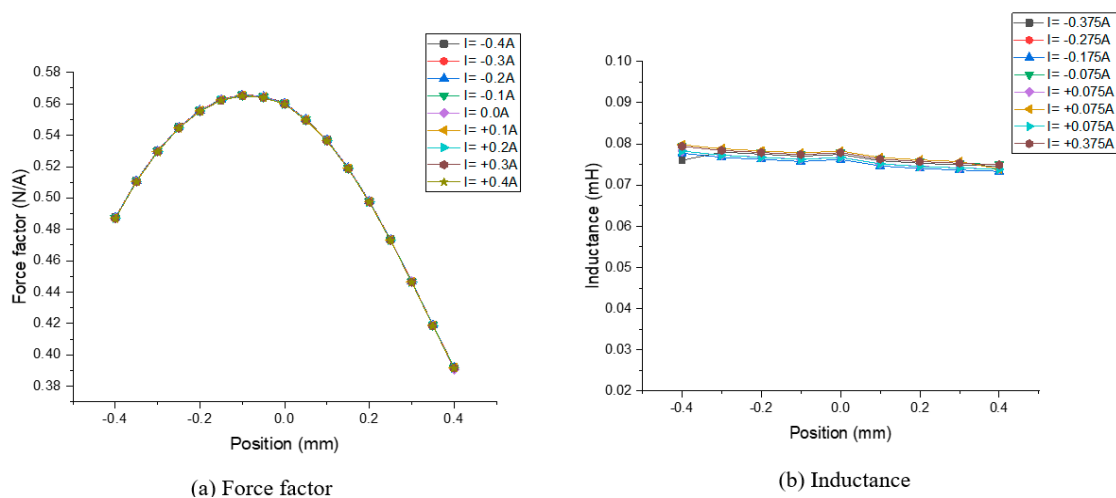 I= -0.4A
I= -0.3A
I= -0.2A
I= -0.1A
I= 0.0A
I= +0.1A
I= +0.2A
I= +0.3A
I= +0.4A
0.58
0.56
0.54
0.52
0.50
0.48
0.46
0.44
0.42
0.40
0.38
Force factor (N/A)
-0.4
-0.2
0.0
0.2
0.4
Position (mm)
(a) Force factor
I= -0.375A
I= -0.275A
I= -0.175A
I= -0.075A
I= +0.075A
I= +0.075A
I= +0.075A
I= +0.375A
0.10
0.09
0.08
0.07
0.06
0.05
0.04
0.03
0.02
Inductance (mH)
-0.4
-0.2
0.0
0.2
0.4
Position (mm)
(b) Inductance